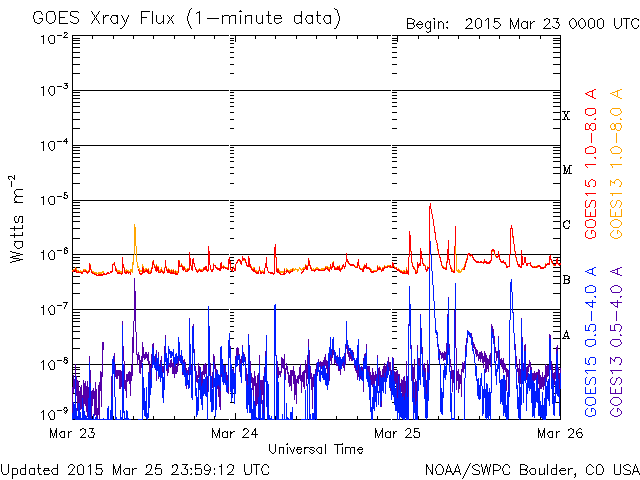 GOES Xray Flux (1-minute data)
Begin: 2015 Mar 23 0000 UTC
10-2
10-3
10-4
10-5
10-6
10-7
10-8
10-9
Watts m-2
X
M
C
B
A
GOES15 1.0-8.0 A
GOES13 1.0-8.0 A
GOES15 0.5-4.0 A
GOES13 0.5-4.0 A
Mar 23
Mar 24
Mar 25
Mar 26
Universal Time
Updated 2015 Mar 25 23:59:12 UTC
NOAA/SWPC Boulder, CO USA